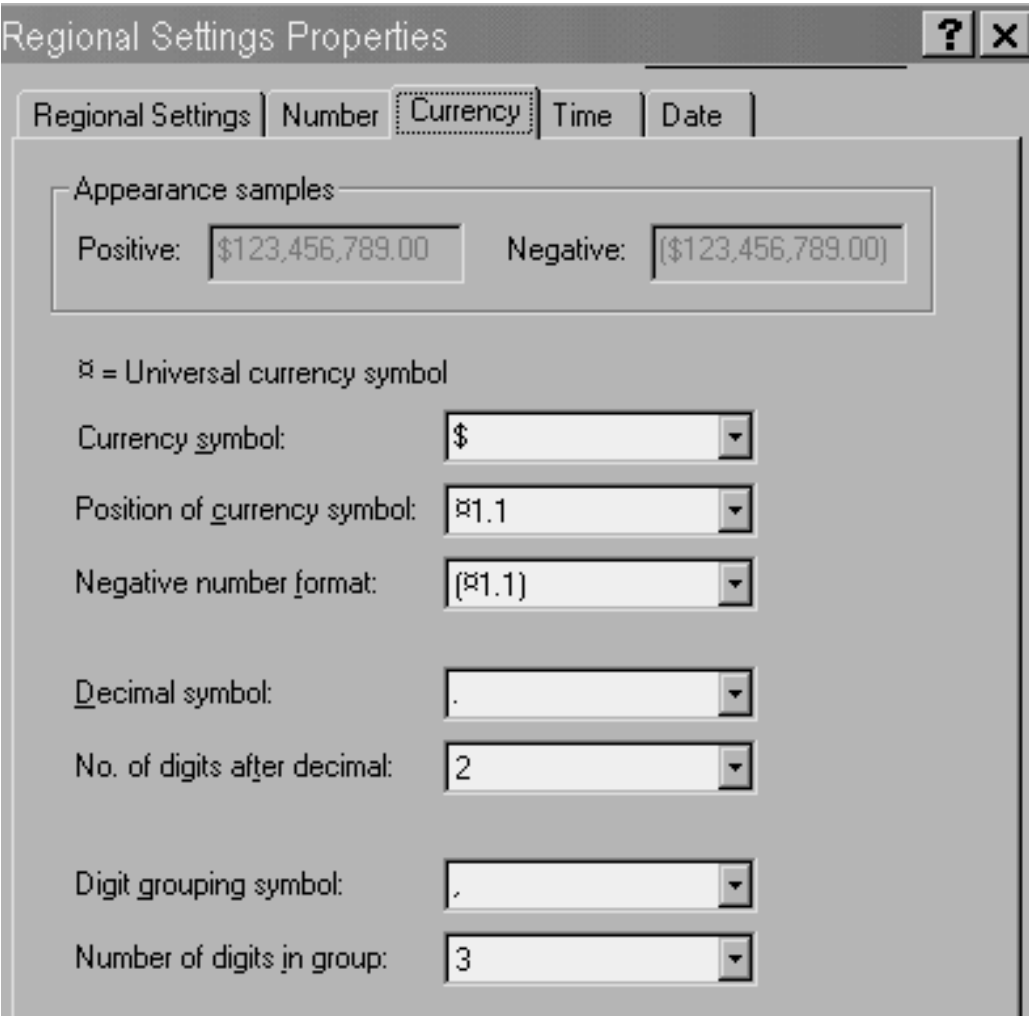 Regional Settings Properties ? ×
Regional Settings Number Currency Time Date
Appearance samples
Positive: $123,456,789.00 Negative: ($123,456,789.00)
¤ = Universal currency symbol
Currency symbol: $
Position of currency symbol: ¤1.1
Negative number format: (¤1.1)
Decimal symbol: .
No. of digits after decimal: 2
Digit grouping symbol: ,
Number of digits in group: 3